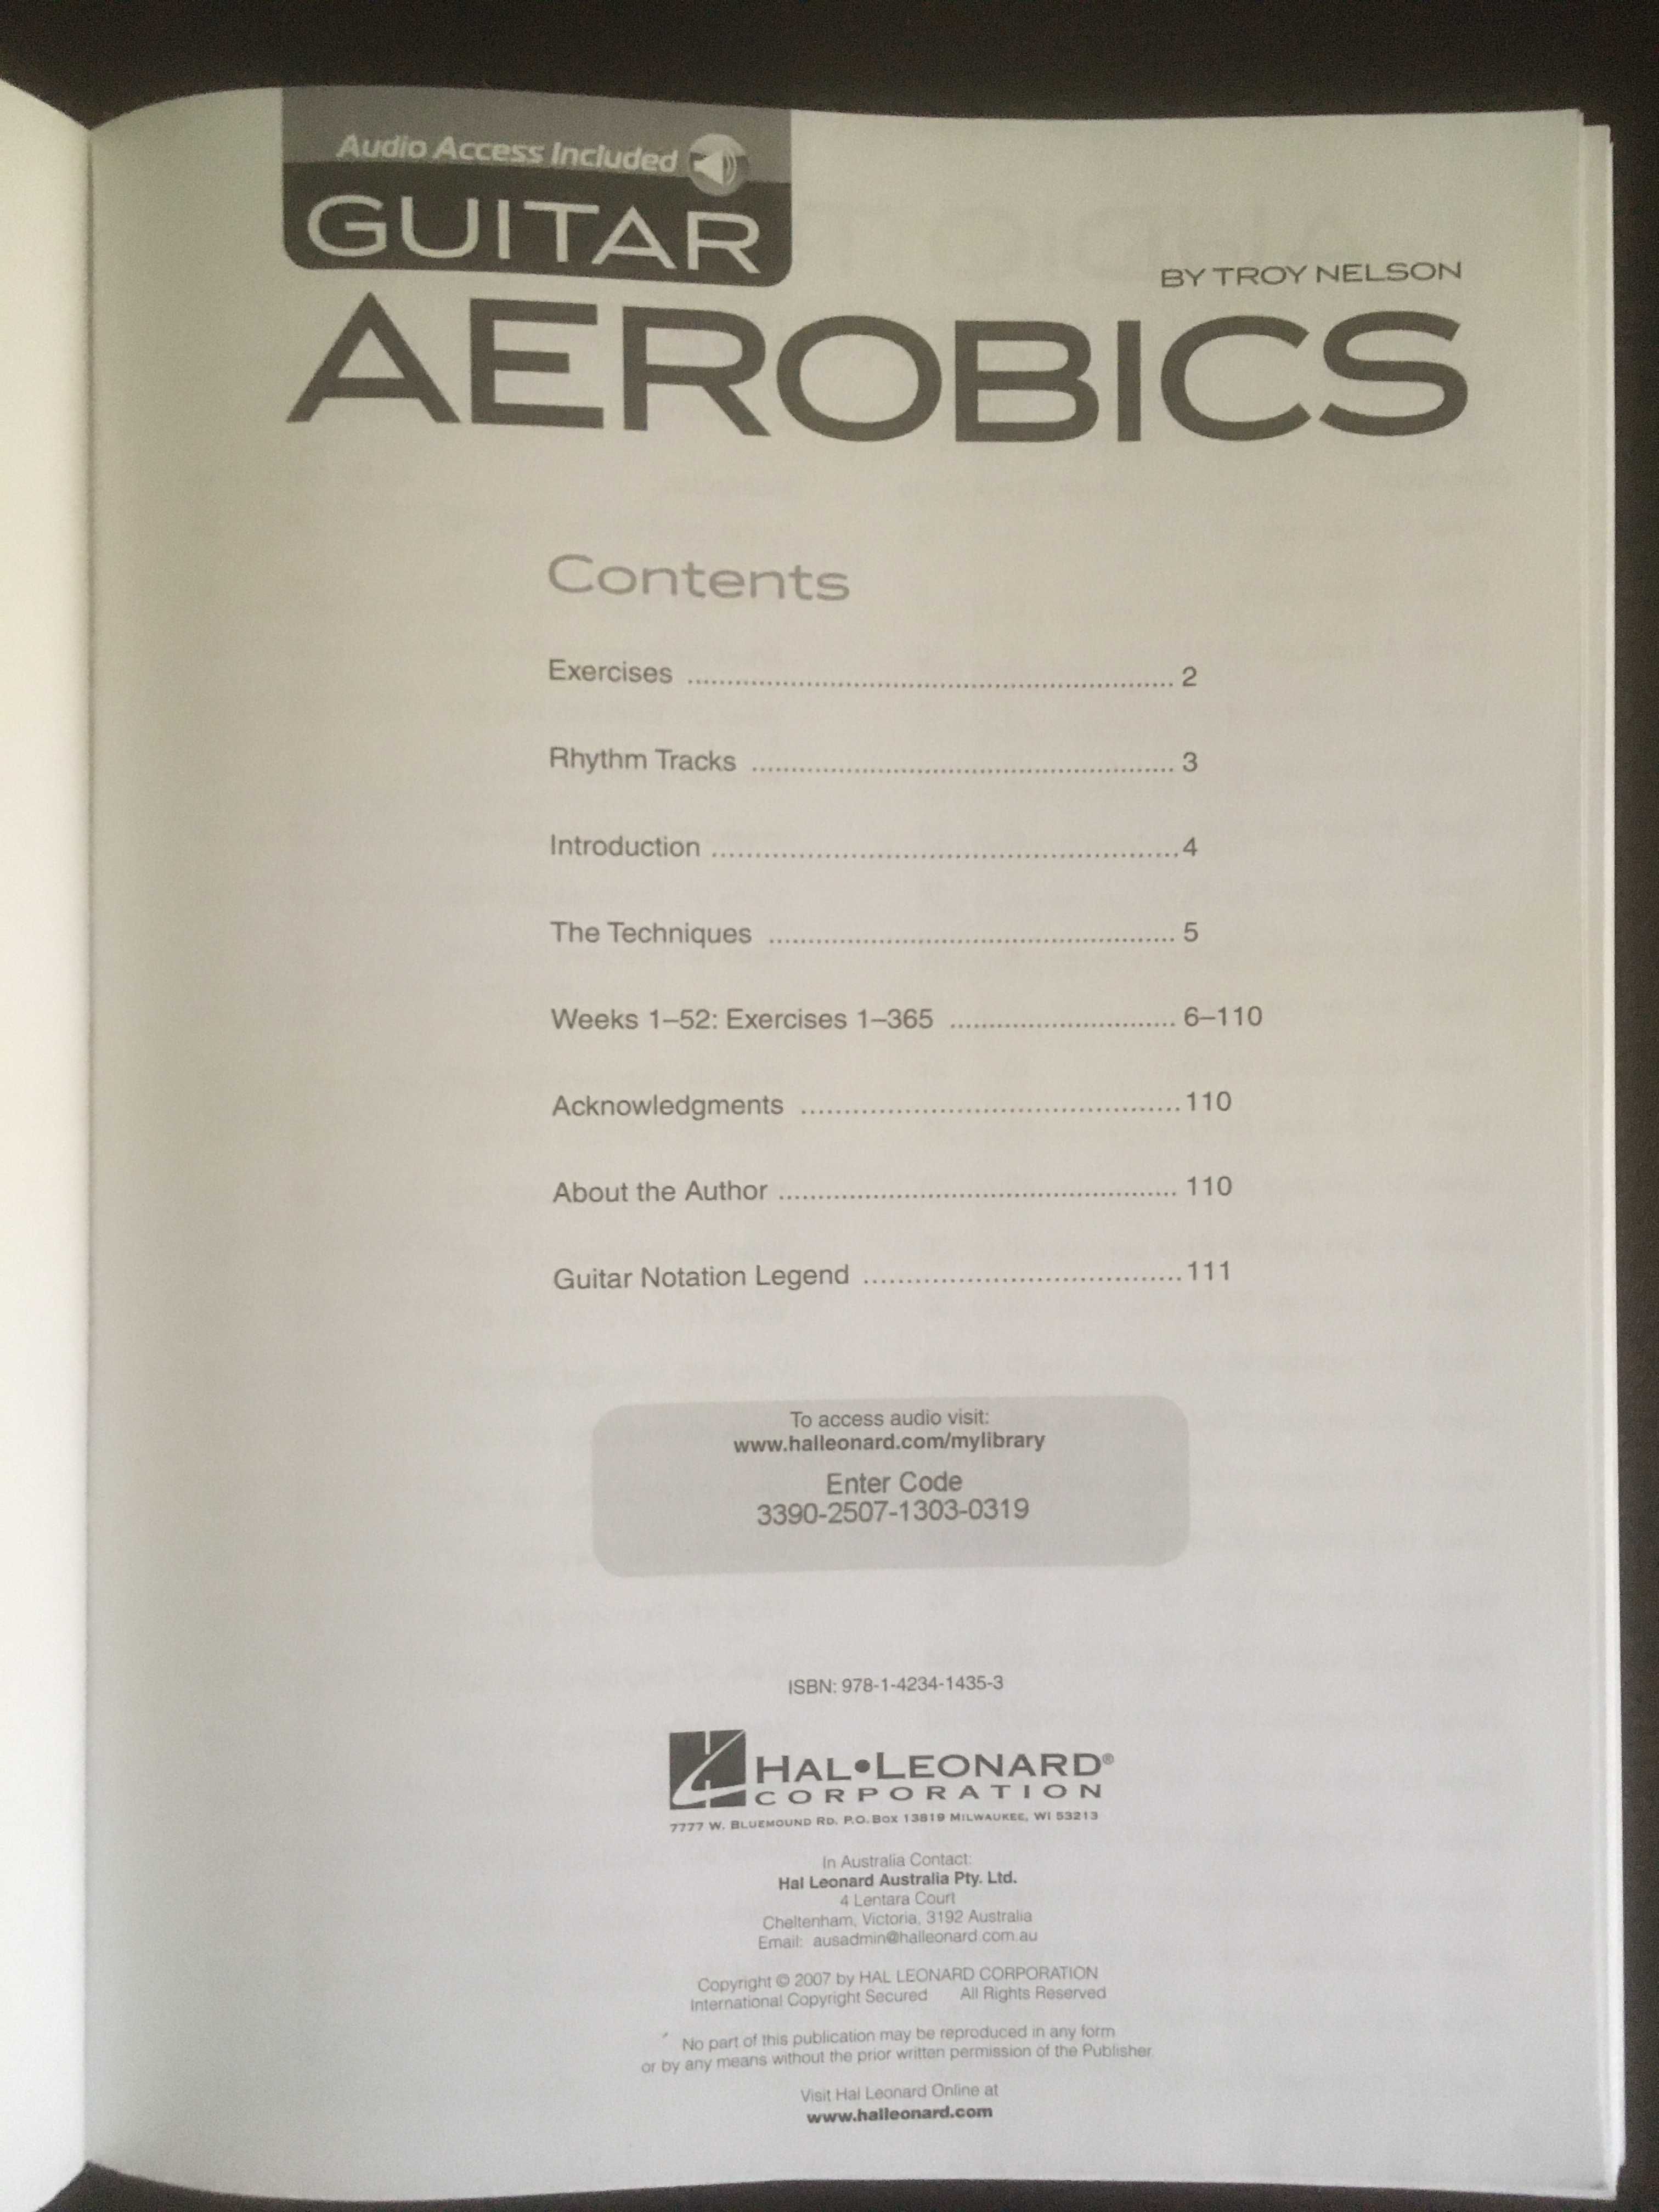 Audio Access Included
GUITAR
BY TROY NELSON
AEROBICS
Contents
Exercises .......... 2
Rhythm Tracks .......... 3
Introduction .......... 4
The Techniques .......... 5
Weeks 1–52: Exercises 1–365 .......... 6–110
Acknowledgments .......... 110
About the Author .......... 110
Guitar Notation Legend .......... 111
To access audio visit:
www.halleonard.com/mylibrary
Enter Code
3390-2507-1303-0319
ISBN: 978-1-4234-1435-3
HAL•LEONARD®
CORPORATION
7777 W. BLUEMOUND RD. P.O. BOX 13819 MILWAUKEE, WI 53213
In Australia Contact:
Hal Leonard Australia Pty. Ltd.
4 Lentara Court
Cheltenham, Victoria, 3192 Australia
Email: ausadmin@halleonard.com.au
Copyright © 2007 by HAL LEONARD CORPORATION
International Copyright Secured All Rights Reserved
No part of this publication may be reproduced in any form
or by any means without the prior written permission of the Publisher.
Visit Hal Leonard Online at
www.halleonard.com